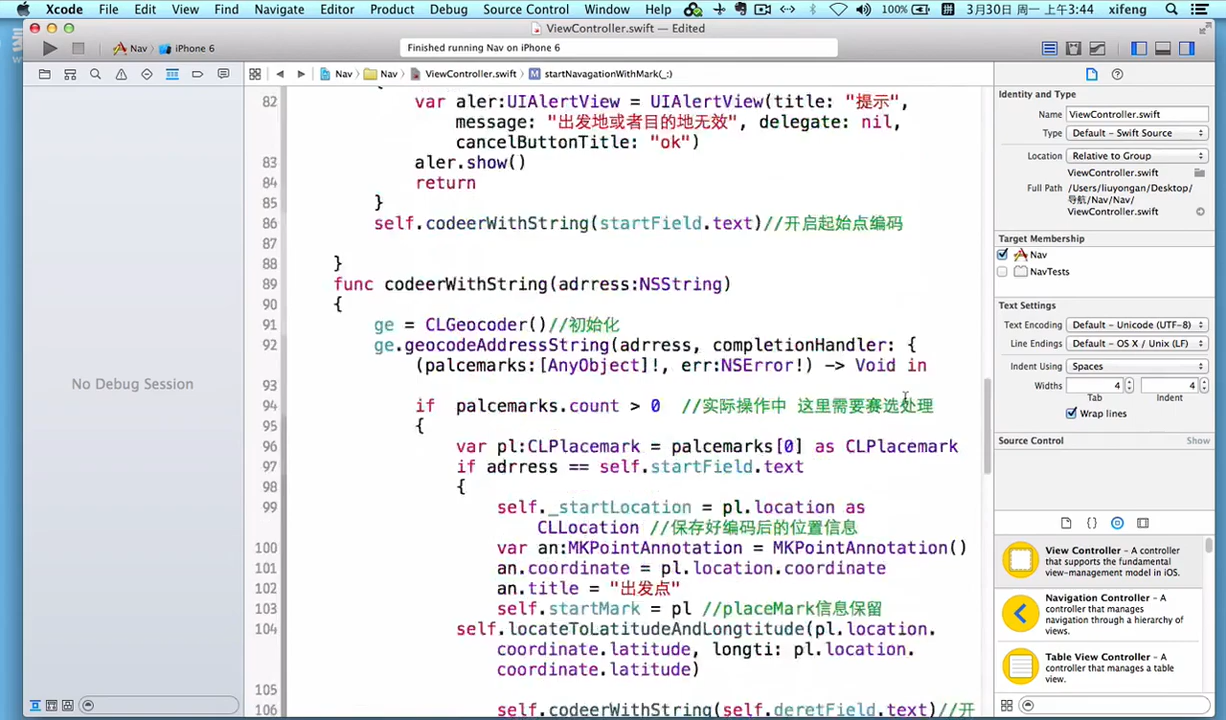 Xcode File Edit View Find Navigate Editor Product Debug Source Control Window Help 100% 拼 3月30日 周一 上午3:44 xifeng
ViewController.swift — Edited
Nav iPhone 6
Finished running Nav on iPhone 6
Nav Nav ViewController.swift startNavagationWithMark(_:)
{
82 var aler:UIAlertView = UIAlertView(title: "提示",
message: "出发地或者目的地无效", delegate: nil,
cancelButtonTitle: "ok")
83 aler.show()
84 return
85 }
86 self.codeerWithString(startField.text)//开启起始点编码
87
88 }
89 func codeerWithString(adrress:NSString)
90 {
91 ge = CLGeocoder()//初始化
92 ge.geocodeAddressString(adrress, completionHandler: {
(palcemarks:[AnyObject]!, err:NSError!) -> Void in
93
94 if palcemarks.count > 0 //实际操作中 这里需要赛选处理
95 {
96 var pl:CLPlacemark = palcemarks[0] as CLPlacemark
97 if adrress == self.startField.text
98 {
99 self._startLocation = pl.location as
CLLocation //保存好编码后的位置信息
100 var an:MKPointAnnotation = MKPointAnnotation()
101 an.coordinate = pl.location.coordinate
102 an.title = "出发点"
103 self.startMark = pl //placeMark信息保留
104 self.locateToLatitudeAndLongtitude(pl.location.
coordinate.latitude, longti: pl.location.
coordinate.latitude)
105
106 self.codeerWithString(self.deretField.text)//开
No Debug Session
Identity and Type
Name ViewController.swift
Type Default - Swift Source
Location Relative to Group
ViewController.swift
Full Path /Users/liuyongan/Desktop/
导航/Nav/Nav/
ViewController.swift
Target Membership
Nav
NavTests
Text Settings
Text Encoding Default - Unicode (UTF-8)
Line Endings Default - OS X / Unix (LF)
Indent Using Spaces
Widths 4 4
Tab Indent
Wrap lines
Source Control Show
View Controller - A controller
that supports the fundamental
view-management model in iOS.
Navigation Controller - A
controller that manages
navigation through a hierarchy of
views.
Table View Controller - A
controller that manages a table
view.